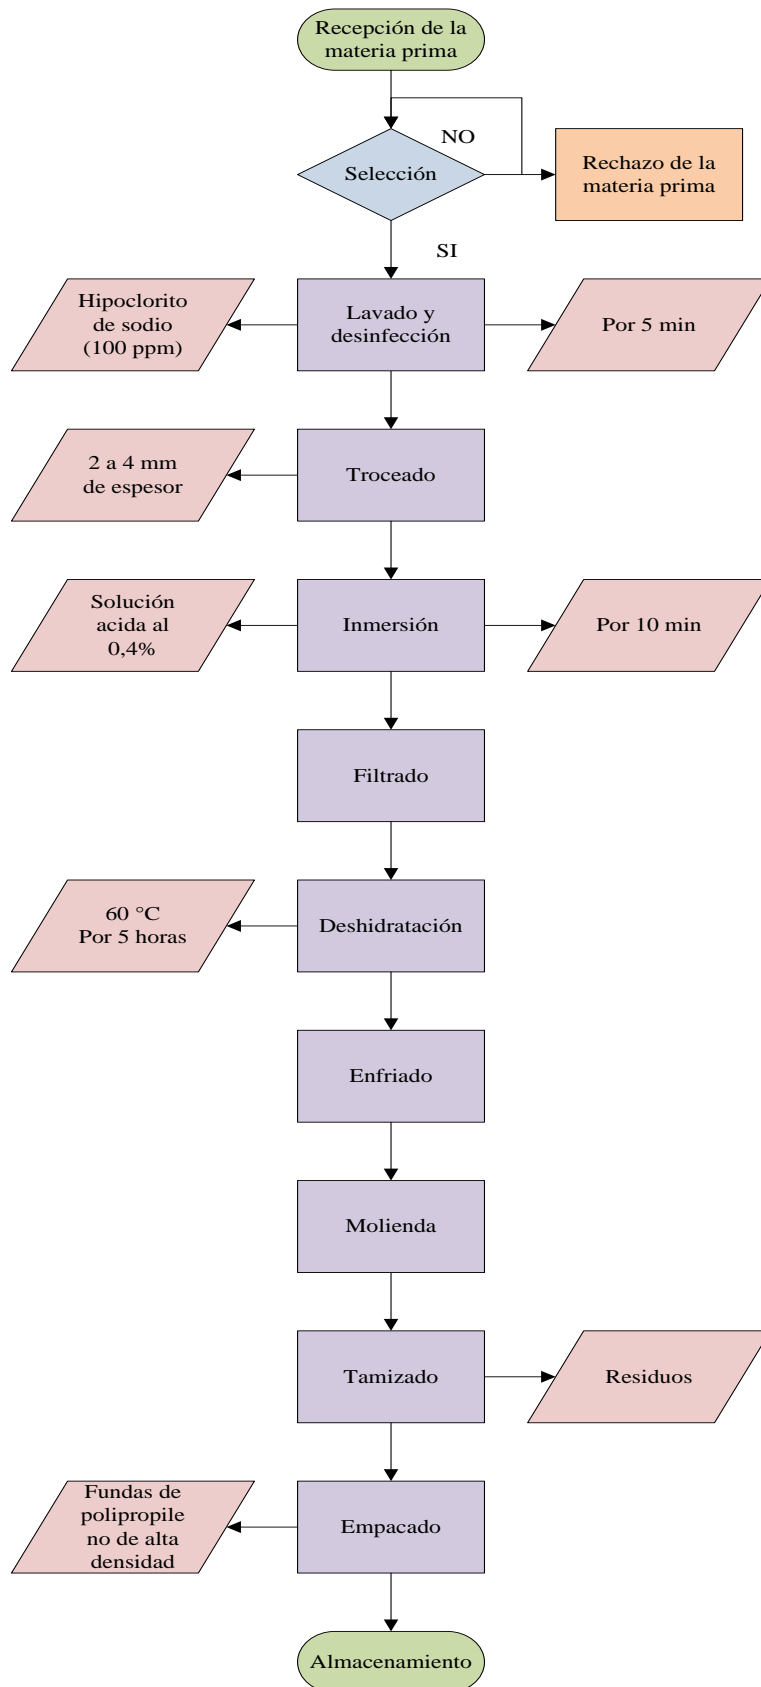 Recepción de la
materia prima
NO
Selección
Rechazo de la
materia prima
SI
Hipoclorito
de sodio
(100 ppm)
Lavado y
desinfección
Por 5 min
2 a 4 mm
de espesor
Troceado
Solución
acida al
0,4%
Inmersión
Por 10 min
Filtrado
60 °C
Por 5 horas
Deshidratación
Enfriado
Molienda
Tamizado
Residuos
Fundas de
polipropile
no de alta
densidad
Empacado
Almacenamiento